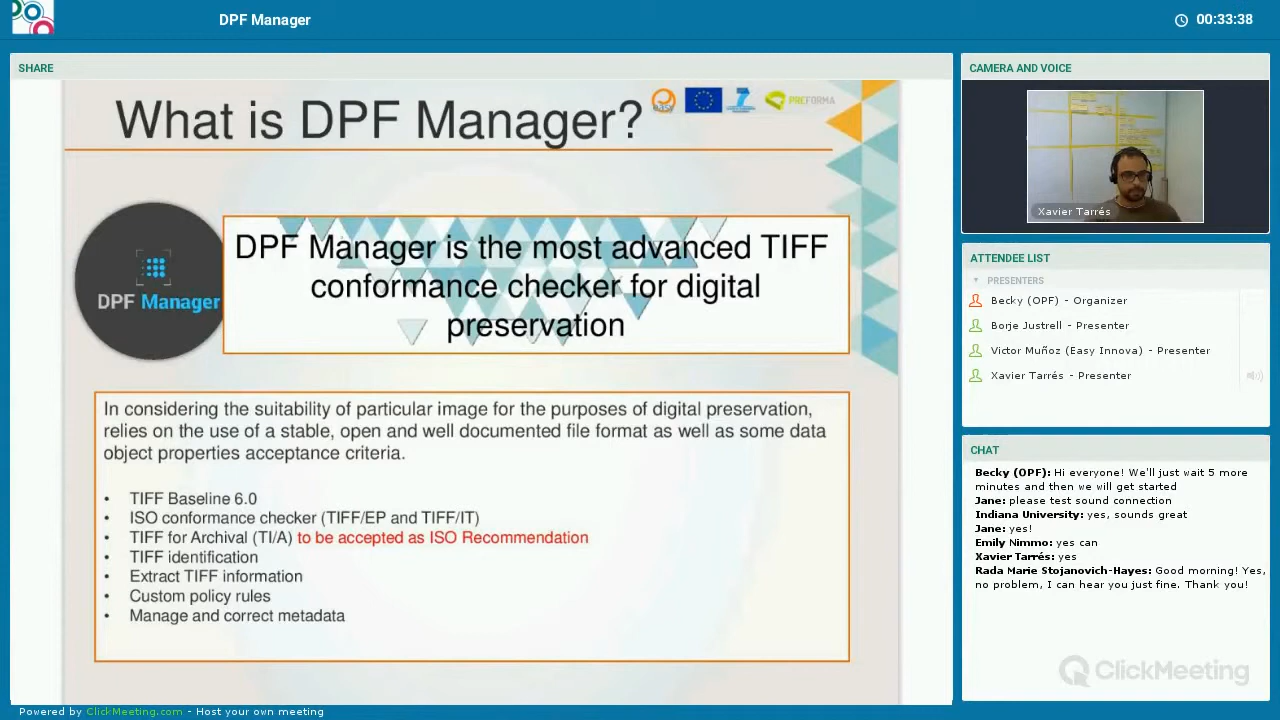 DPF Manager
00:33:38
SHARE
What is DPF Manager?
PREFORMA
DPF Manager
DPF Manager is the most advanced TIFF
conformance checker for digital
preservation
In considering the suitability of particular image for the purposes of digital preservation,
relies on the use of a stable, open and well documented file format as well as some data
object properties acceptance criteria.
• TIFF Baseline 6.0
• ISO conformance checker (TIFF/EP and TIFF/IT)
• TIFF for Archival (TI/A) to be accepted as ISO Recommendation
• TIFF identification
• Extract TIFF information
• Custom policy rules
• Manage and correct metadata
CAMERA AND VOICE
Xavier Tarrés
ATTENDEE LIST
PRESENTERS
Becky (OPF) - Organizer
Borje Justrell - Presenter
Victor Muñoz (Easy Innova) - Presenter
Xavier Tarrés - Presenter
CHAT
Becky (OPF): Hi everyone! We'll just wait 5 more
minutes and then we will get started
Jane: please test sound connection
Indiana University: yes, sounds great
Jane: yes!
Emily Nimmo: yes can
Xavier Tarrés: yes
Rada Marie Stojanovich-Hayes: Good morning! Yes,
no problem, I can hear you just fine. Thank you!
ClickMeeting
Powered by ClickMeeting.com - Host your own meeting